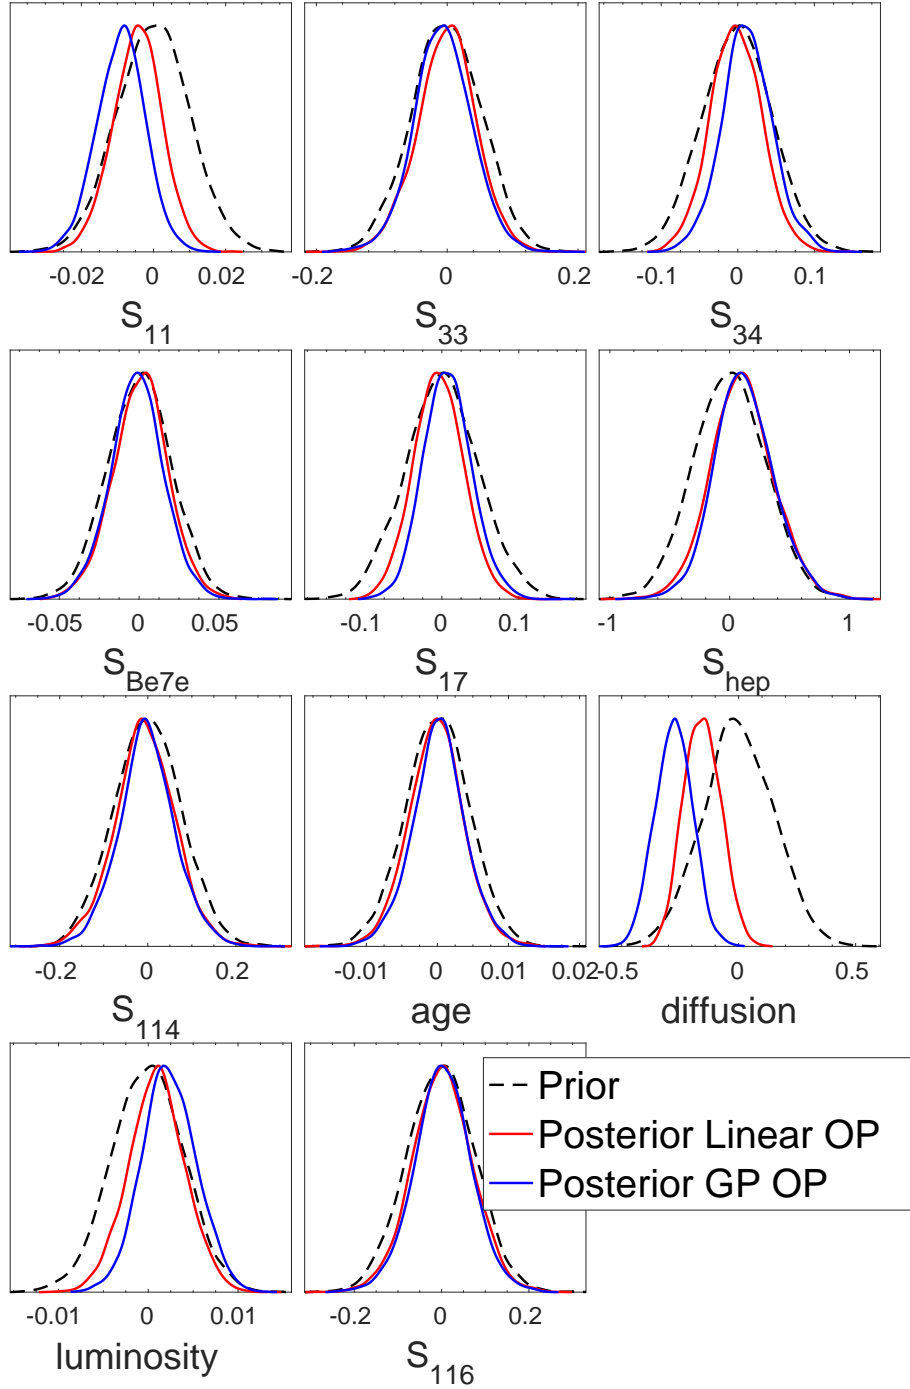 -0.02 0 0.02 -0.2 0 0.2 -0.1 0 0.1
S11 S33 S34
-0.05 0 0.05 -0.1 0 0.1 -1 0 1
SBe7e S17 Shep
-0.2 0 0.2 -0.01 0 0.01 0.02 -0.5 0 0.5
S114 age diffusion
-0.01 0 0.01 -0.2 0 0.2
luminosity S116
Prior
Posterior Linear OP
Posterior GP OP